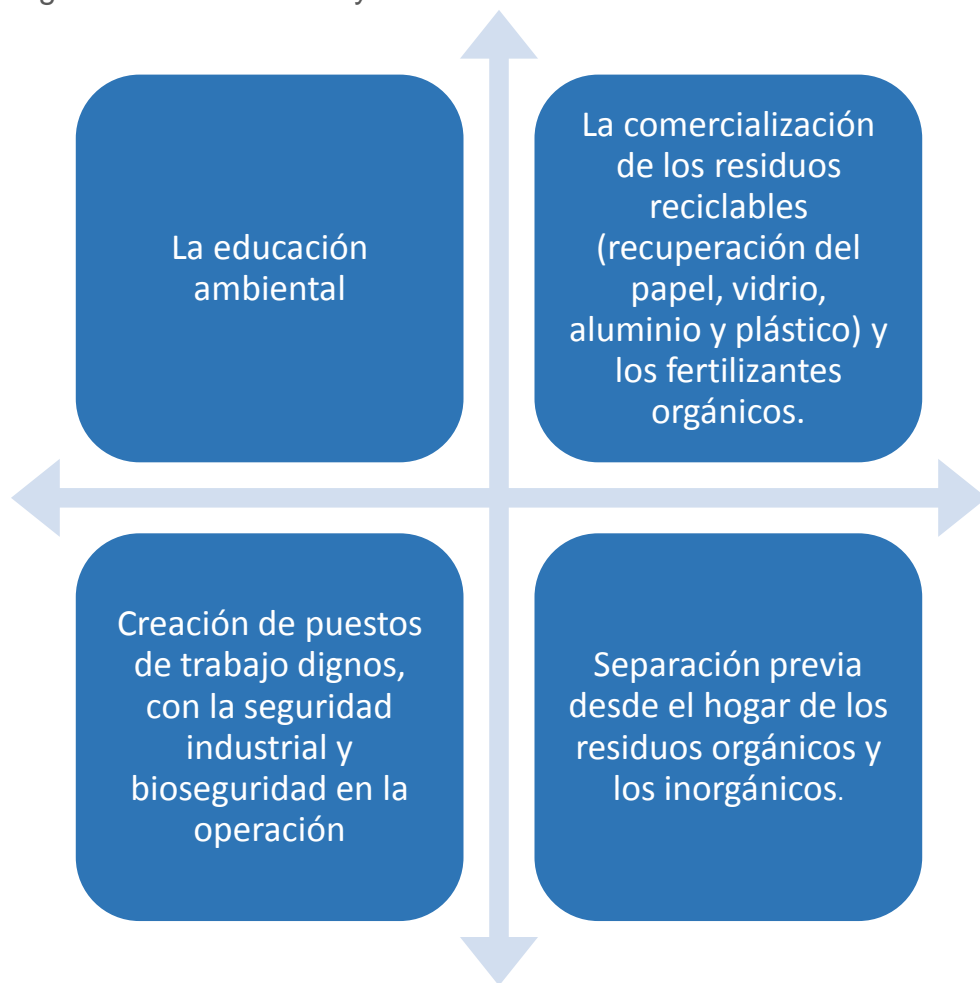 La educación
ambiental
La comercialización
de los residuos
reciclables
(recuperación del
papel, vidrio,
aluminio y plástico) y
los fertilizantes
orgánicos.
Creación de puestos
de trabajo dignos,
con la seguridad
industrial y
bioseguridad en la
operación
Separación previa
desde el hogar de los
residuos orgánicos y
los inorgánicos.